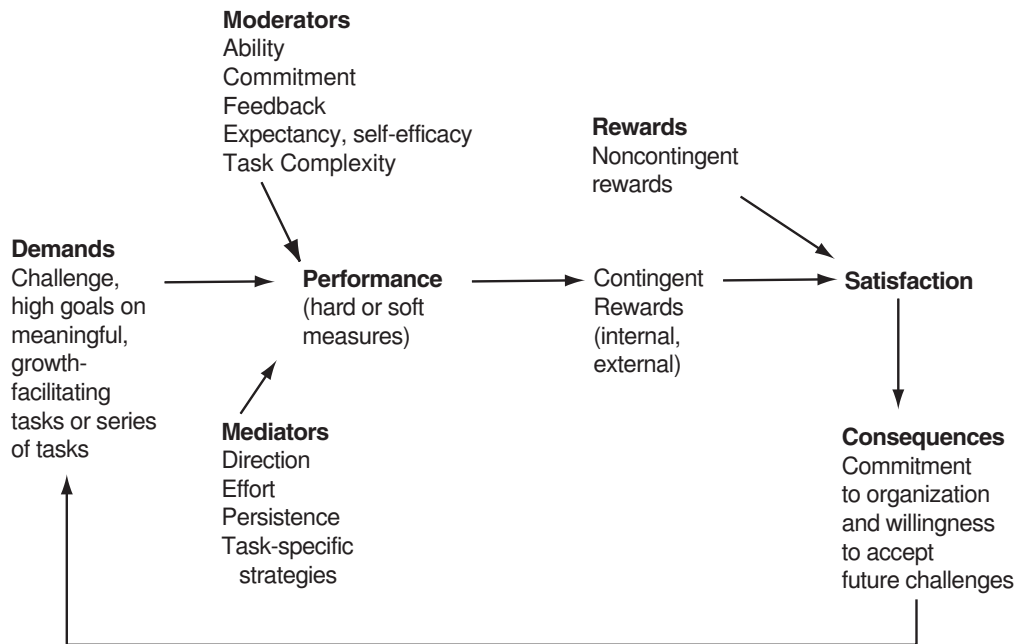 Moderators
Ability
Commitment
Feedback
Expectancy, self-efficacy
Task Complexity
Rewards
Noncontingent
rewards
Demands
Challenge,
high goals on
meaningful,
growth-
facilitating
tasks or series
of tasks
Performance
(hard or soft
measures)
Contingent
Rewards
(internal,
external)
Satisfaction
Mediators
Direction
Effort
Persistence
Task-specific
strategies
Consequences
Commitment
to organization
and willingness
to accept
future challenges